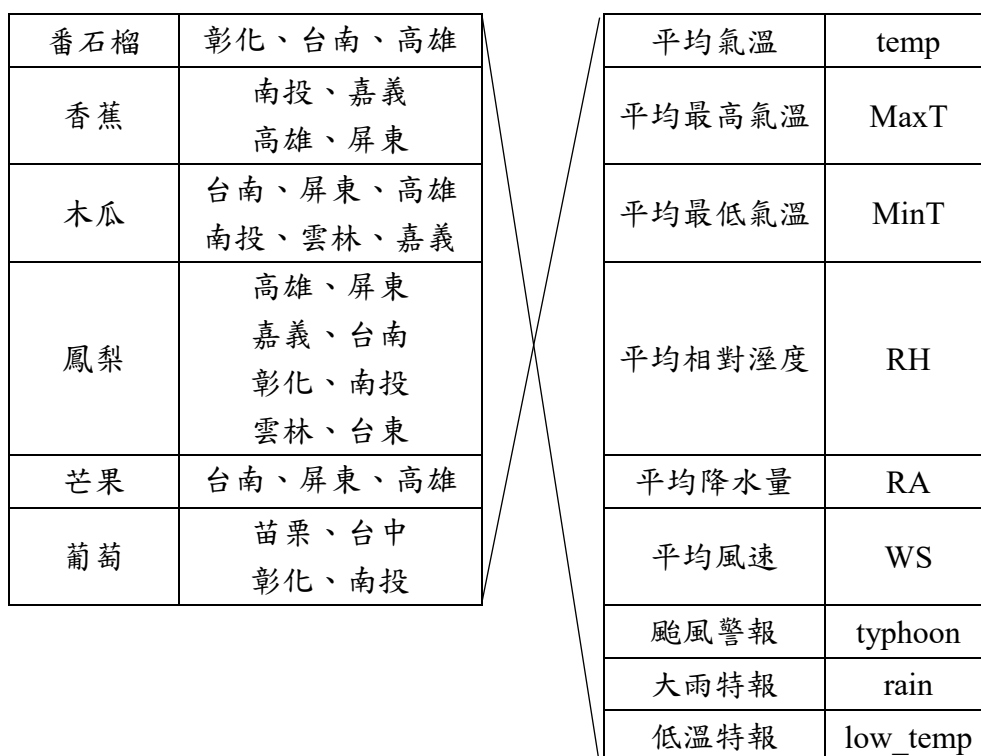 番石榴 彰化、台南、高雄
香蕉 南投、嘉義
高雄、屏東
木瓜 台南、屏東、高雄
南投、雲林、嘉義
鳳梨 高雄、屏東
嘉義、台南
彰化、南投
雲林、台東
芒果 台南、屏東、高雄
葡萄 苗栗、台中
彰化、南投
平均氣溫 temp
平均最高氣溫 MaxT
平均最低氣溫 MinT
平均相對溼度 RH
平均降水量 RA
平均風速 WS
颱風警報 typhoon
大雨特報 rain
低溫特報 low_temp